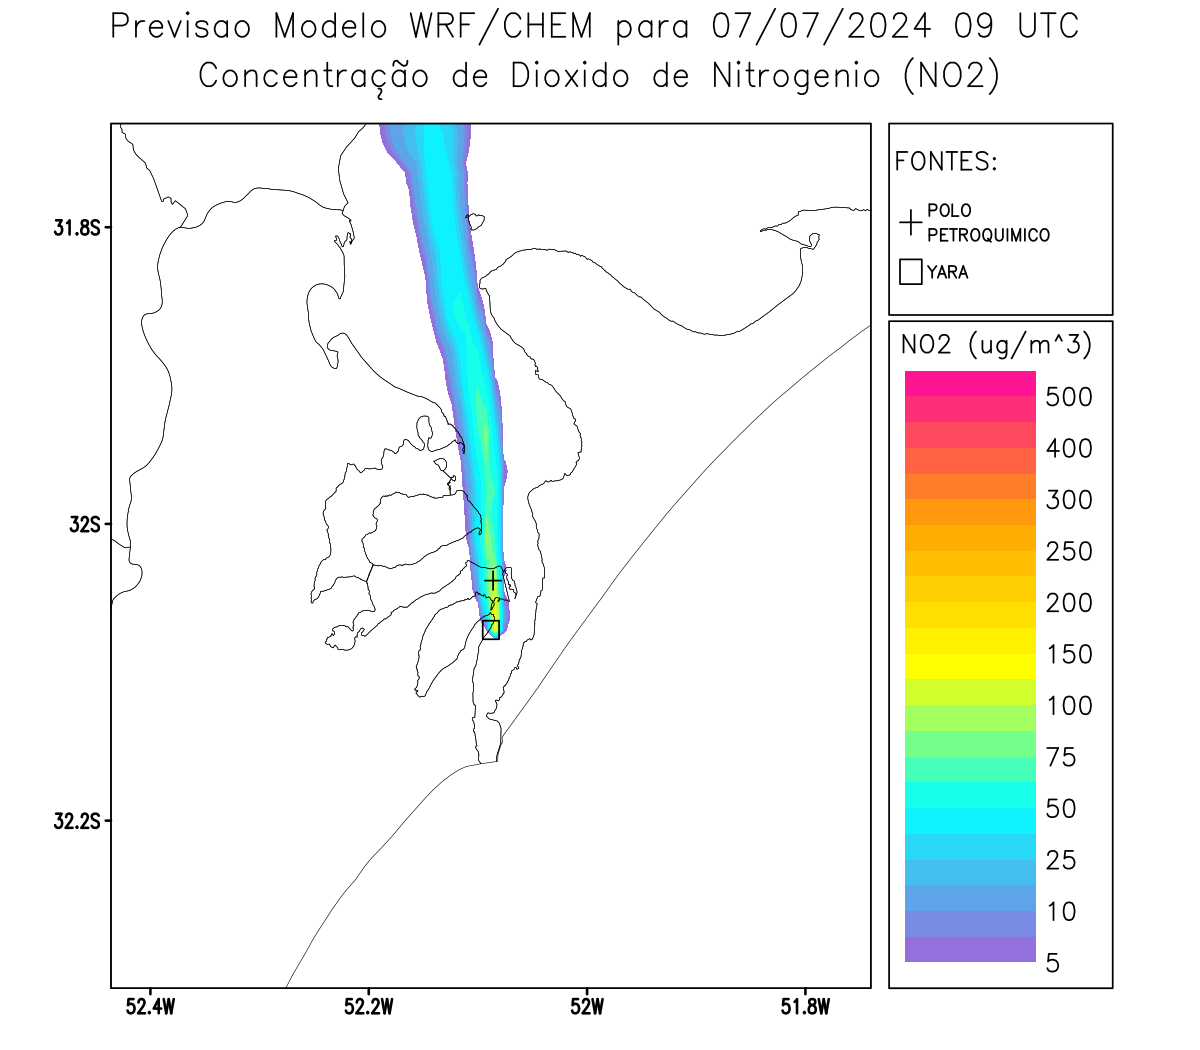 Previsao Modelo WRF/CHEM para 07/07/2024 09 UTC
Concentração de Dioxido de Nitrogenio (NO2)
FONTES:
POLO
PETROQUIMICO
YARA
NO2 (ug/m^3)
500
400
300
250
200
150
100
75
50
25
10
5
31.8S
32S
32.2S
52.4W
52.2W
52W
51.8W